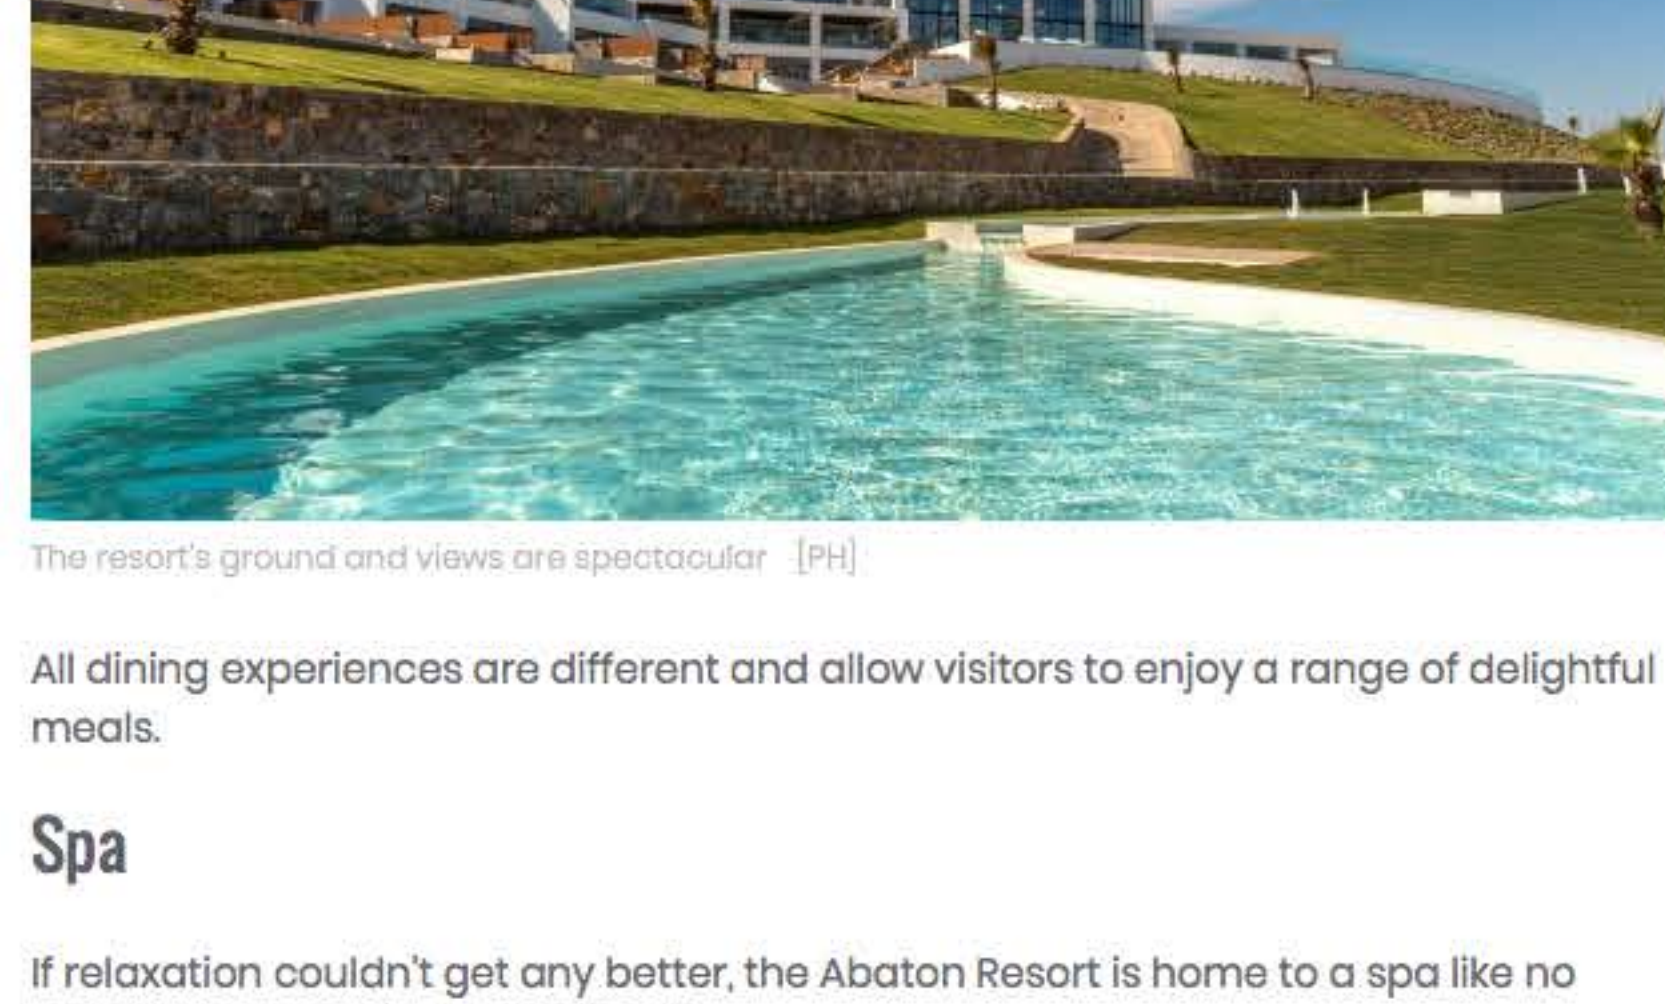 The resort's ground and views are spectacular [PH]
All dining experiences are different and allow visitors to enjoy a range of delightful
meals.
Spa
If relaxation couldn't get any better, the Abaton Resort is home to a spa like no